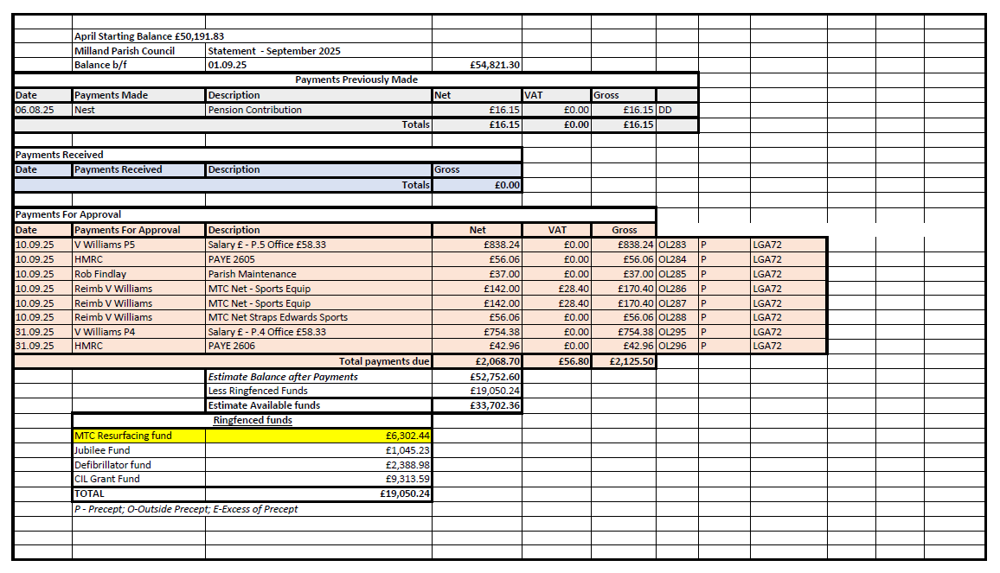 April Starting Balance £50,191.83
Milland Parish Council Statement - September 2025
Balance b/f 01.09.25 £54,821.30
Payments Previously Made
Date Payments Made Description Net VAT Gross
06.08.25 Nest Pension Contribution £16.15 £0.00 £16.15 DD
Totals £16.15 £0.00 £16.15
Payments Received
Date Payments Received Description Gross
Totals £0.00
Payments For Approval
Date Payments For Approval Description Net VAT Gross
10.09.25 V Williams P5 Salary £ - P.5 Office £58.33 £838.24 £0.00 £838.24 OL283 P LGA72
10.09.25 HMRC PAYE 2605 £56.06 £0.00 £56.06 OL284 P LGA72
10.09.25 Rob Findlay Parish Maintenance £37.00 £0.00 £37.00 OL285 P LGA72
10.09.25 Reimb V Williams MTC Net - Sports Equip £142.00 £28.40 £170.40 OL286 P LGA72
10.09.25 Reimb V Williams MTC Net - Sports Equip £142.00 £28.40 £170.40 OL287 P LGA72
10.09.25 Reimb V Williams MTC Net Straps Edwards Sports £56.06 £0.00 £56.06 OL288 P LGA72
31.09.25 V Williams P4 Salary £ - P.4 Office £58.33 £754.38 £0.00 £754.38 OL295 P LGA72
31.09.25 HMRC PAYE 2606 £42.96 £0.00 £42.96 OL296 P LGA72
Total payments due £2,068.70 £56.80 £2,125.50
Estimate Balance after Payments £52,752.60
Less Ringfenced Funds £19,050.24
Estimate Available funds £33,702.36
Ringfenced funds
MTC Resurfacing fund £6,302.44
Jubilee Fund £1,045.23
Defibrillator fund £2,388.98
CIL Grant Fund £9,313.59
TOTAL £19,050.24
P - Precept; O-Outside Precept; E-Excess of Precept